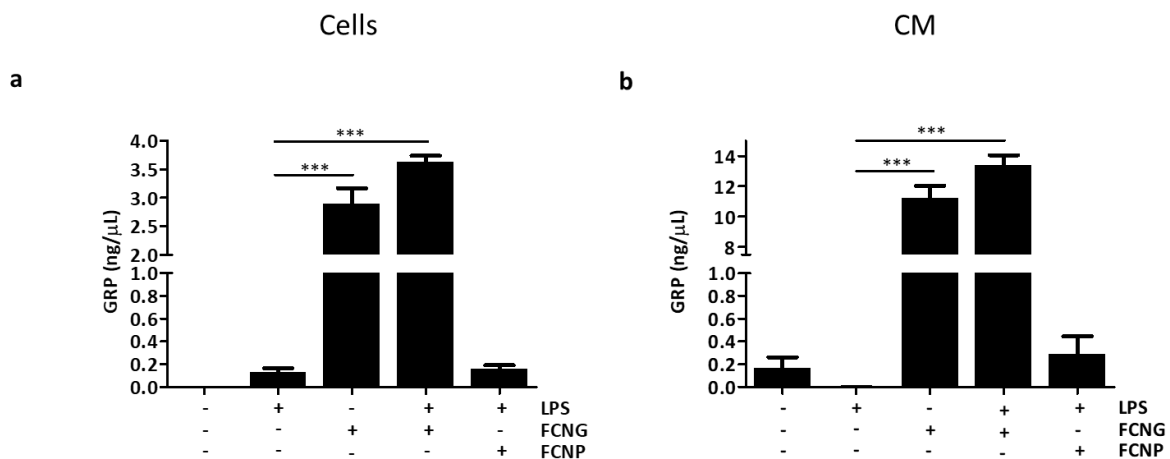 Cells
CM
a
b
***
***
4.0
3.5
3.0
2.5
2.0
1.0
0.8
0.6
0.4
0.2
0.0
GRP (ng/μL)
- + - + + LPS
- - + + - FCNG
- - - - + FCNP
***
***
14
12
10
8
1.0
0.8
0.6
0.4
0.2
0.0
GRP (ng/μL)
- + - + + LPS
- - + + - FCNG
- - - - + FCNP